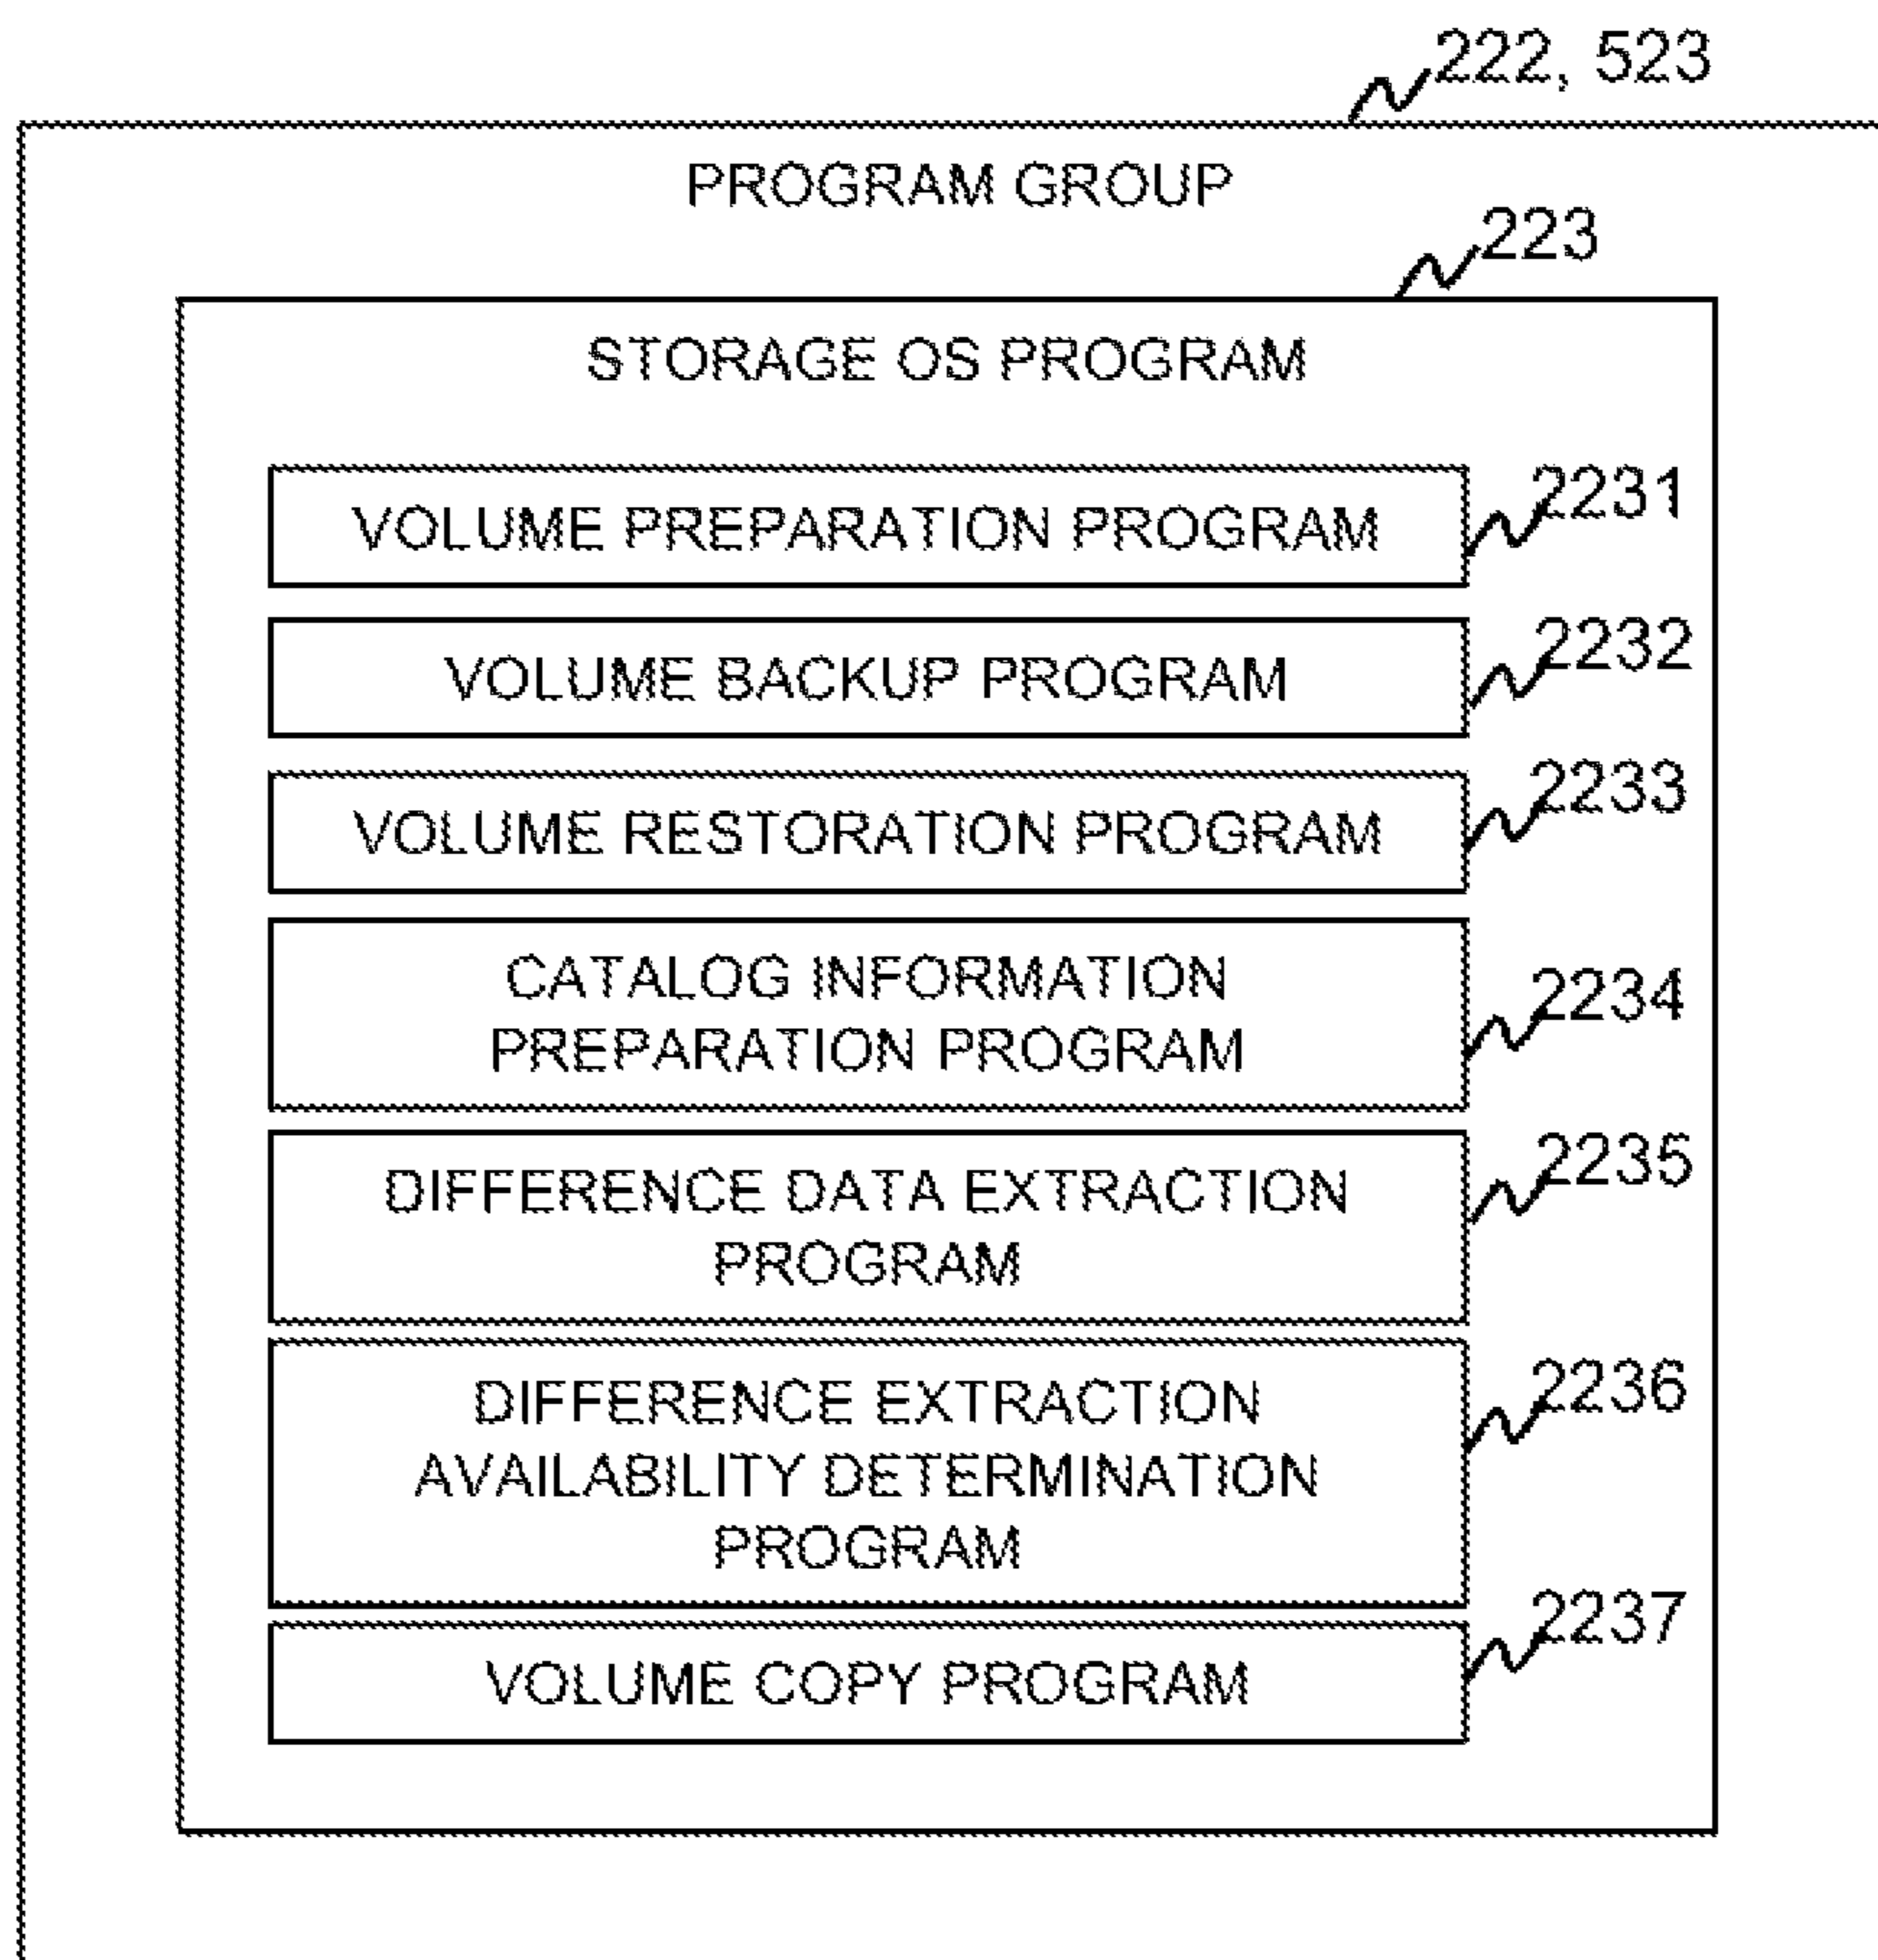 222, 523
PROGRAM GROUP
223
STORAGE OS PROGRAM
VOLUME PREPARATION PROGRAM
2231
VOLUME BACKUP PROGRAM
2232
VOLUME RESTORATION PROGRAM
2233
CATALOG INFORMATION
PREPARATION PROGRAM
2234
DIFFERENCE DATA EXTRACTION
PROGRAM
2235
DIFFERENCE EXTRACTION
AVAILABILITY DETERMINATION
PROGRAM
2236
VOLUME COPY PROGRAM
2237